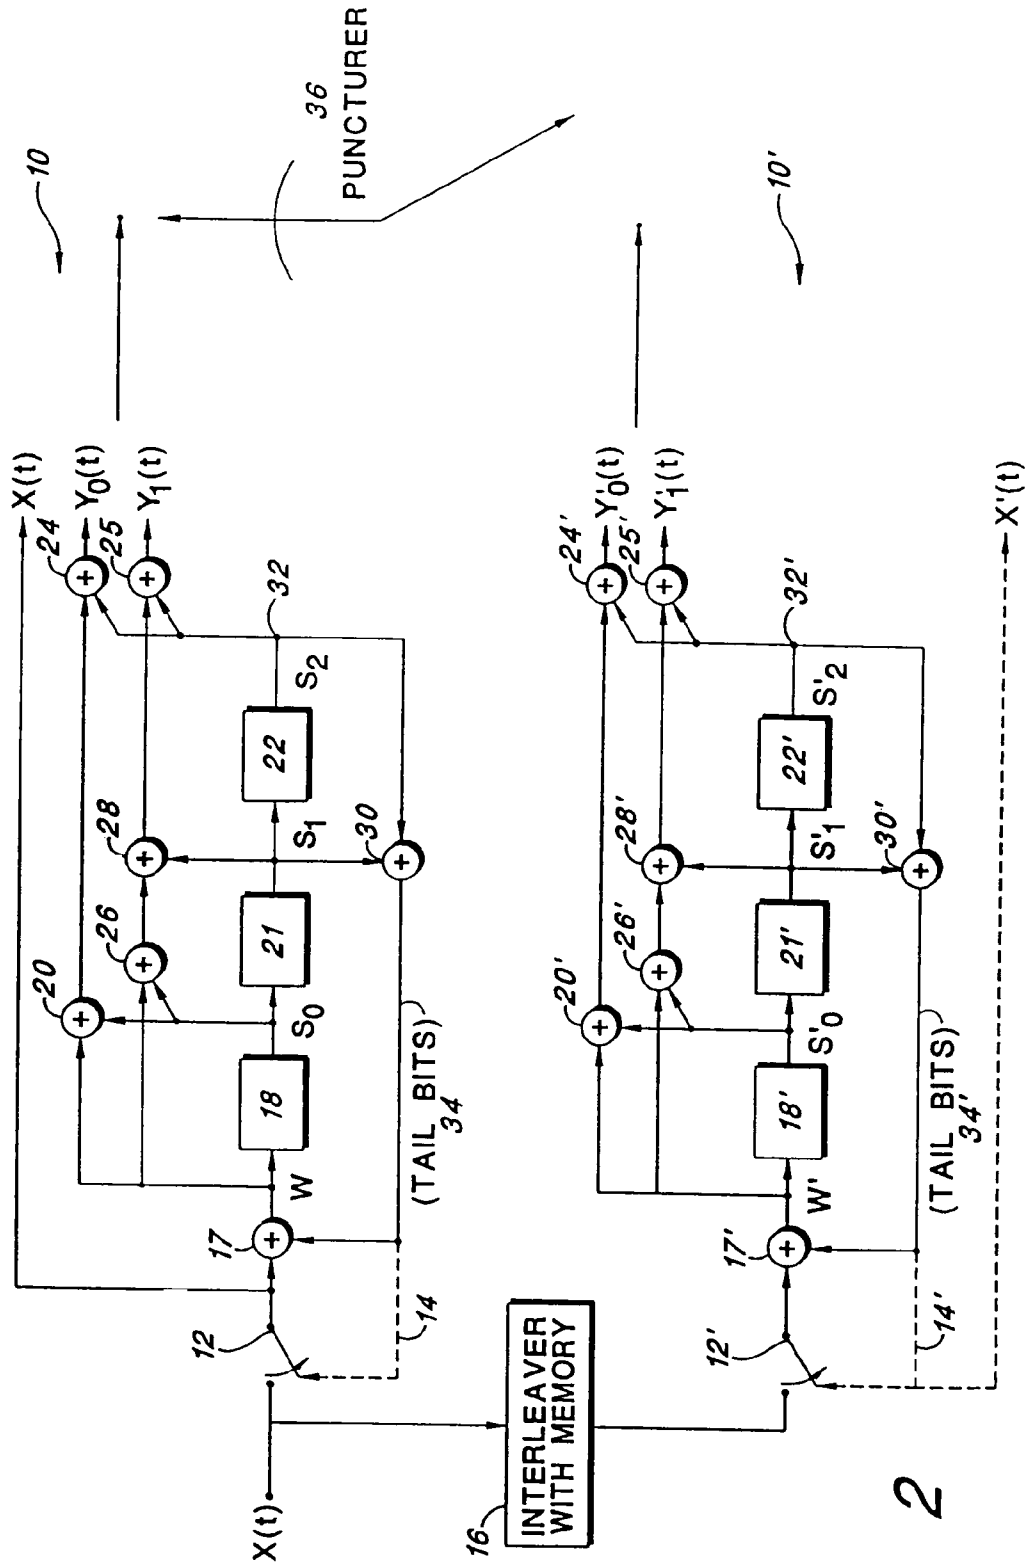 10
X(t)
24
Y₀(t)
Y₁(t)
25
36
PUNCTURER
20
26
28
32
S₂
22
S₁
30
21
S₀
18
W
17
(TAIL BITS)
34
12
14
X(t)
16
INTERLEAVER
WITH MEMORY
10'
24'
Y'₀(t)
Y'₁(t)
25'
20'
26'
28'
32'
S'₂
22'
S'₁
30'
21'
S'₀
18'
W'
17'
(TAIL BITS)
34'
12'
14'
X'(t)
2